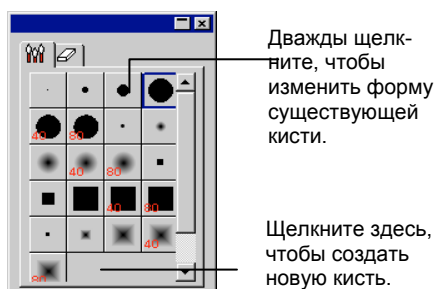 Дважды щелк-
ните, чтобы
изменить форму
существующей
кисти.
40 80
40 80
40 80
40
80
Щелкните здесь,
чтобы создать
новую кисть.